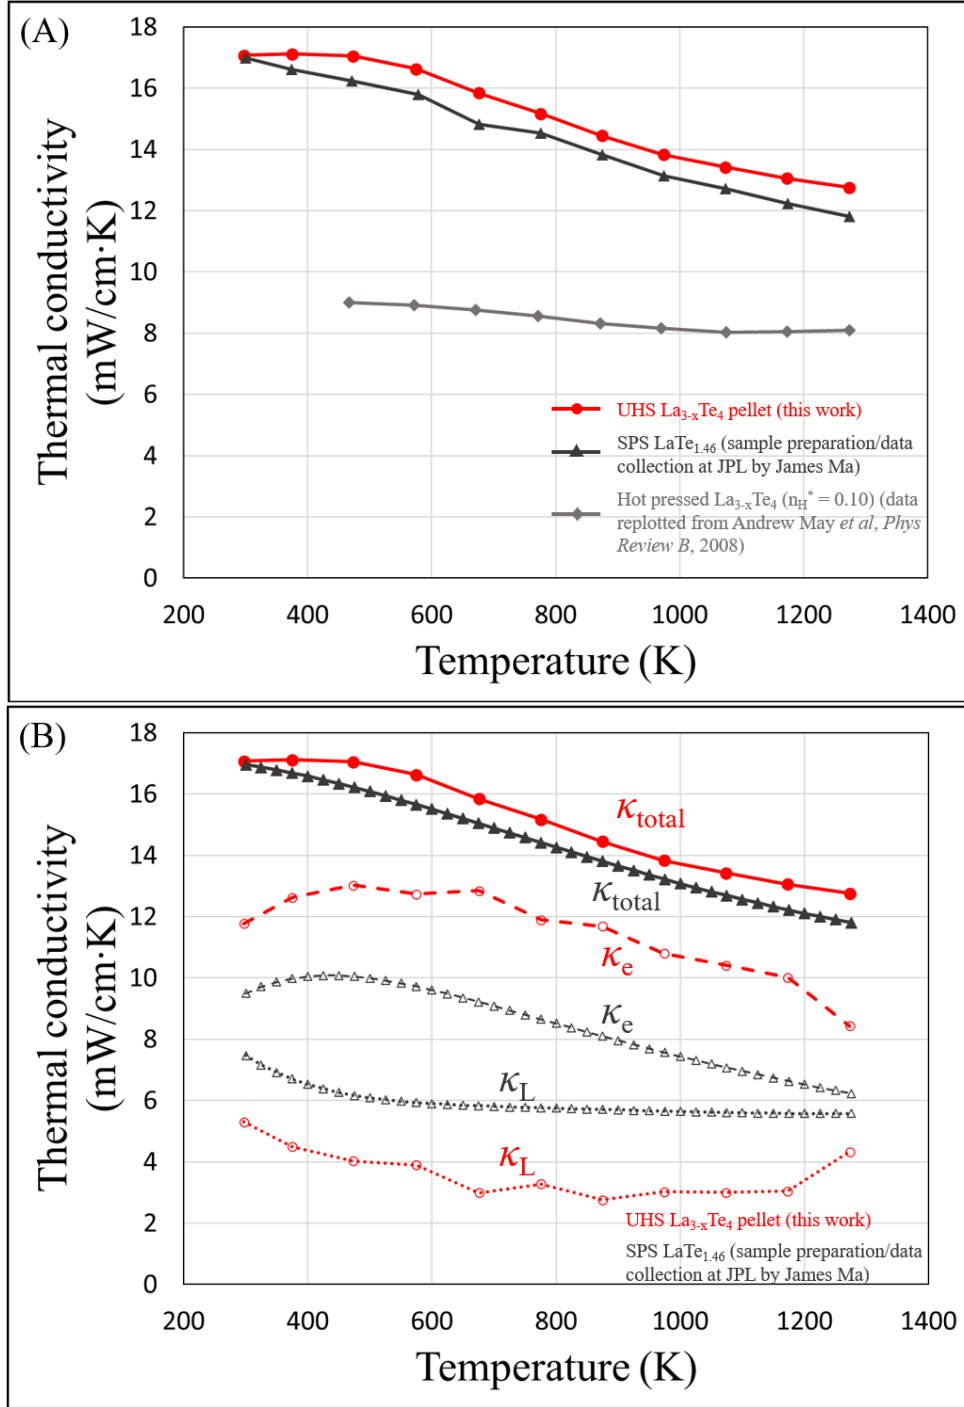 (A)
18
16
14
12
10
8
6
4
2
0
Thermal conductivity
(mW/cm·K)
UHS La3-xTe4 pellet (this work)
SPS LaTe1.46 (sample preparation/data
collection at JPL by James Ma)
Hot pressed La3-xTe4 (nH* = 0.10) (data
replotted from Andrew May et al, Phys
Review B, 2008)
200 400 600 800 1000 1200 1400
Temperature (K)
(B)
18
16
14
12
10
8
6
4
2
0
Thermal conductivity
(mW/cm·K)
κtotal
κtotal
κe
κe
κL
κL
UHS La3-xTe4 pellet (this work)
SPS LaTe1.46 (sample preparation/data
collection at JPL by James Ma)
200 400 600 800 1000 1200 1400
Temperature (K)